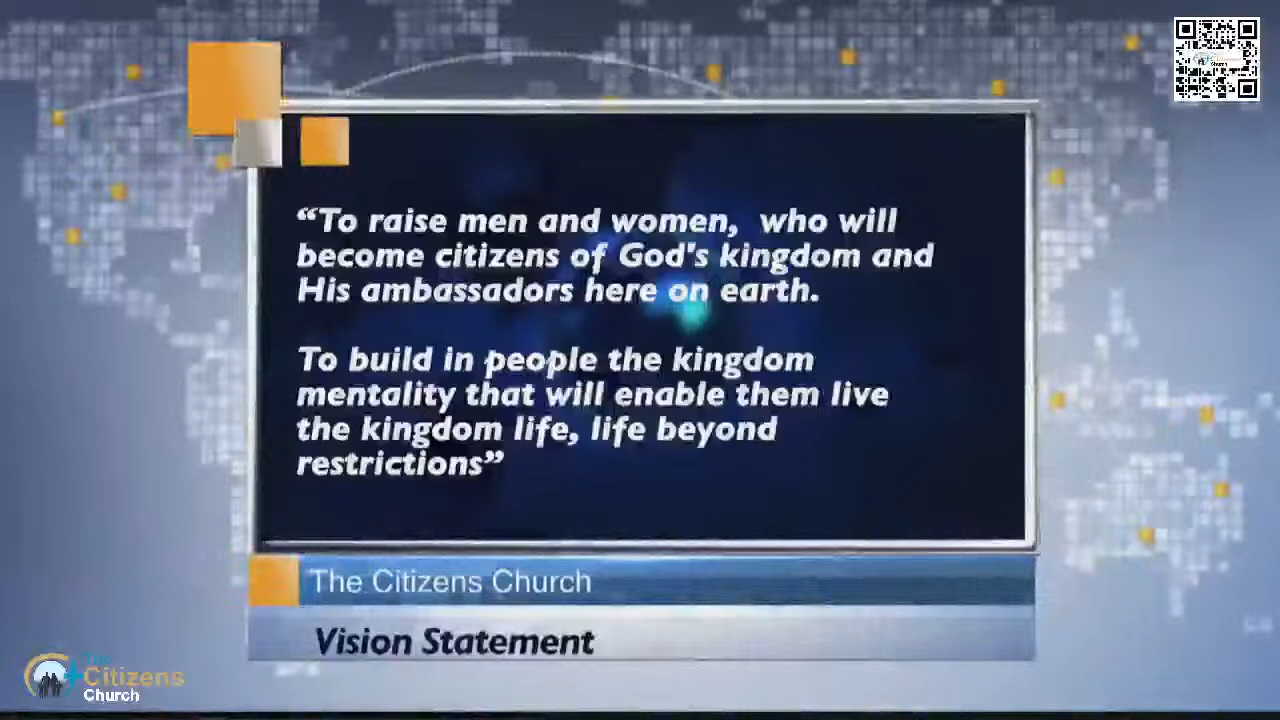 “To raise men and women, who will
become citizens of God's kingdom and
His ambassadors here on earth.
To build in people the kingdom
mentality that will enable them live
the kingdom life, life beyond
restrictions”
The Citizens Church
Vision Statement
The
Citizens
Church